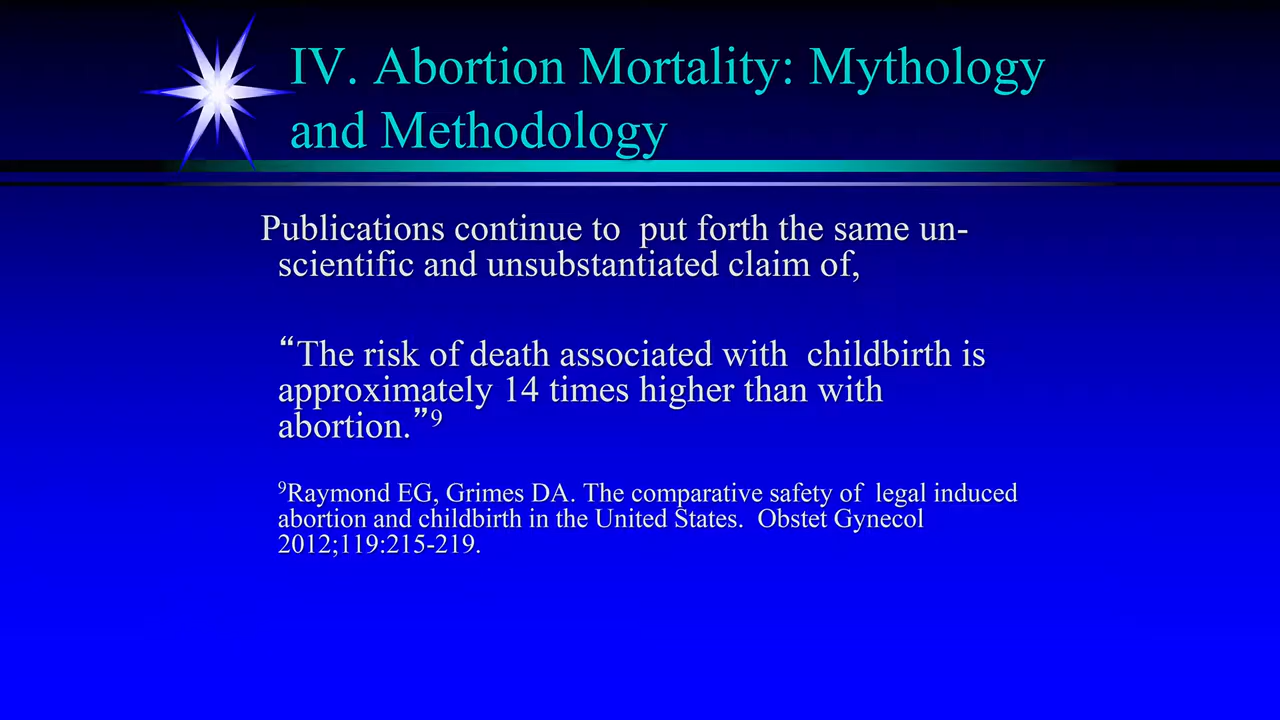 IV. Abortion Mortality: Mythology
and Methodology
Publications continue to  put forth the same un-
scientific and unsubstantiated claim of,
“The risk of death associated with  childbirth is
approximately 14 times higher than with
abortion.”9
9Raymond EG, Grimes DA. The comparative safety of  legal induced
abortion and childbirth in the United States.  Obstet Gynecol
2012;119:215-219.